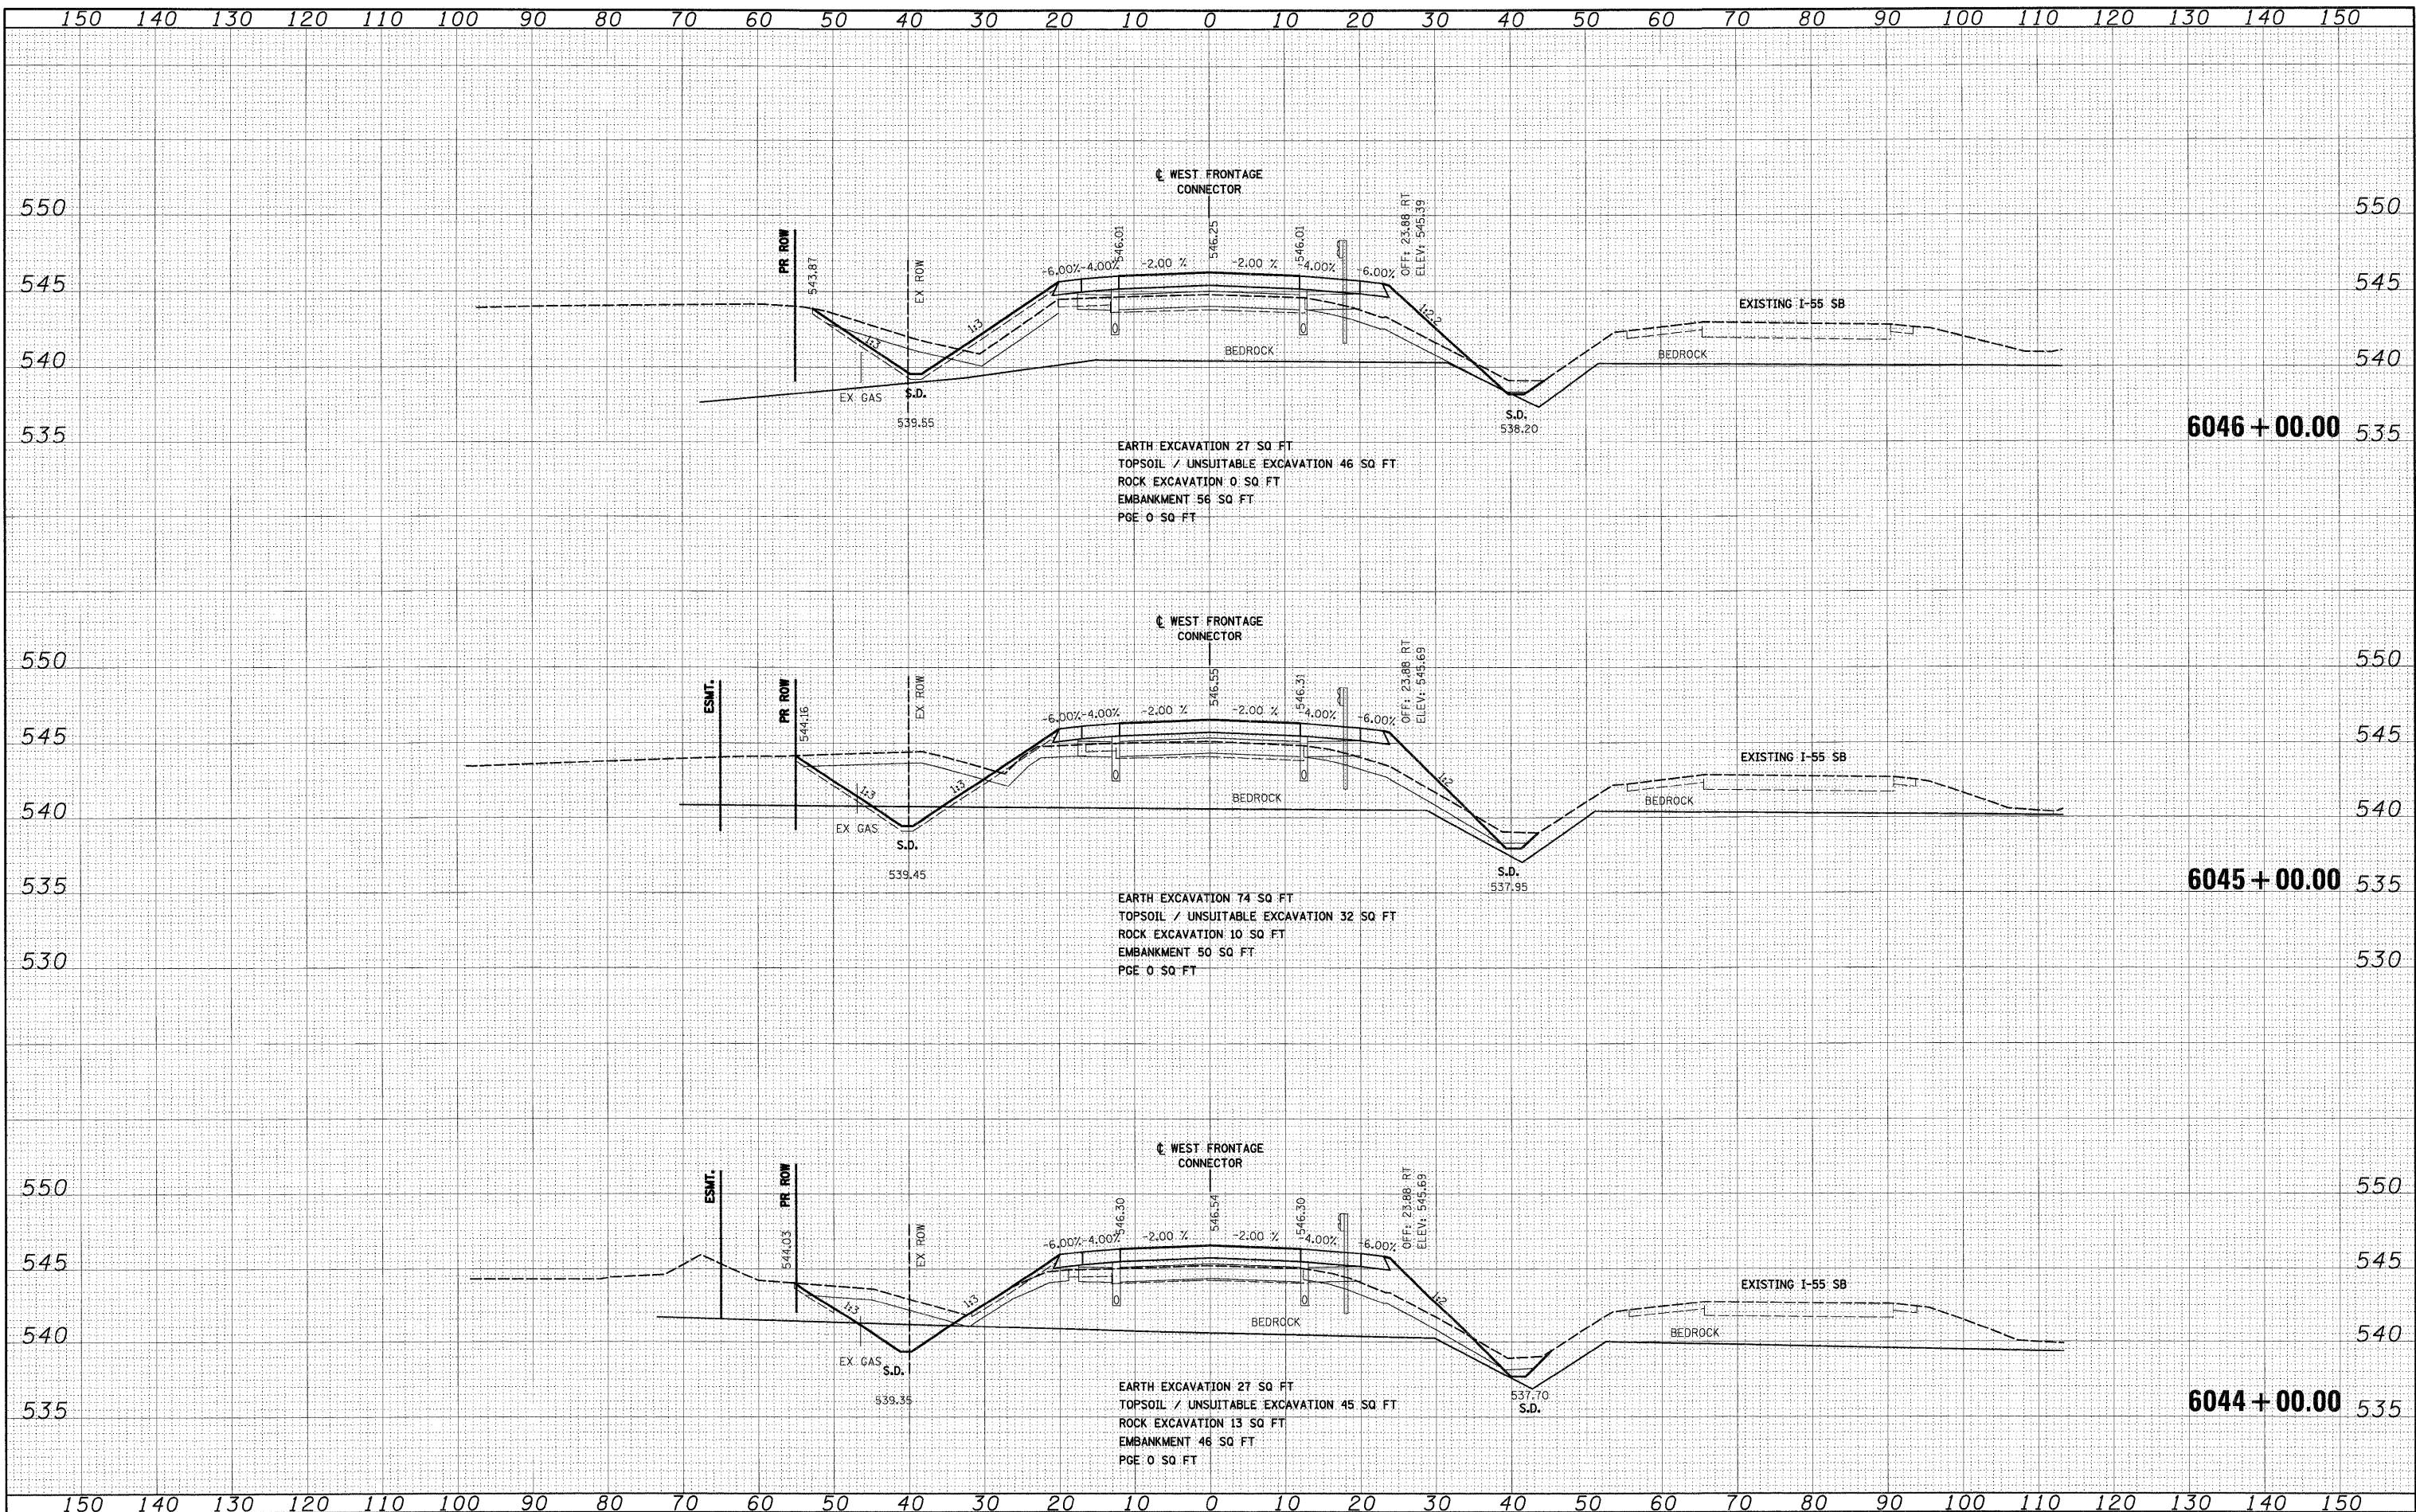 150 140 130 120 110 100 90 80 70 60 50 40 30 20 10 0 10 20 30 40 50 60 70 80 90 100 110 120 130 140 150
℄ WEST FRONTAGE
CONNECTOR
550 550
PR ROW
543.87
EX ROW
546.01
546.25
546.01
OFF: 23.88 RT
ELEV: 545.39
-6.00% -4.00% -2.00 % -2.00 % -4.00% -6.00%
545 545
EXISTING I-55 SB
1:3
1:3
1:2.2
BEDROCK
BEDROCK
540 540
EX GAS
S.D.
539.55
S.D.
538.20
535 535
6046+00.00
EARTH EXCAVATION 27 SQ FT
TOPSOIL / UNSUITABLE EXCAVATION 46 SQ FT
ROCK EXCAVATION 0 SQ FT
EMBANKMENT 56 SQ FT
PGE 0 SQ FT
℄ WEST FRONTAGE
CONNECTOR
550 550
ESMT.
PR ROW
544.16
EX ROW
546.55
546.31
OFF: 23.88 RT
ELEV: 545.69
-6.00% -4.00% -2.00 % -2.00 % -4.00% -6.00%
545 545
EXISTING I-55 SB
1:3
1:3
1:2
BEDROCK
BEDROCK
540 540
EX GAS
S.D.
539.45
S.D.
537.95
535 535
6045+00.00
EARTH EXCAVATION 74 SQ FT
TOPSOIL / UNSUITABLE EXCAVATION 32 SQ FT
ROCK EXCAVATION 10 SQ FT
EMBANKMENT 50 SQ FT
PGE 0 SQ FT
530 530
℄ WEST FRONTAGE
CONNECTOR
550 550
ESMT.
PR ROW
544.03
EX ROW
546.30
546.54
546.30
OFF: 23.88 RT
ELEV: 545.69
-6.00% -4.00% -2.00 % -2.00 % -4.00% -6.00%
545 545
EXISTING I-55 SB
1:3
1:3
1:2
BEDROCK
BEDROCK
540 540
EX GAS
S.D.
539.35
537.70
S.D.
535 535
6044+00.00
EARTH EXCAVATION 27 SQ FT
TOPSOIL / UNSUITABLE EXCAVATION 45 SQ FT
ROCK EXCAVATION 13 SQ FT
EMBANKMENT 46 SQ FT
PGE 0 SQ FT
150 140 130 120 110 100 90 80 70 60 50 40 30 20 10 0 10 20 30 40 50 60 70 80 90 100 110 120 130 140 150